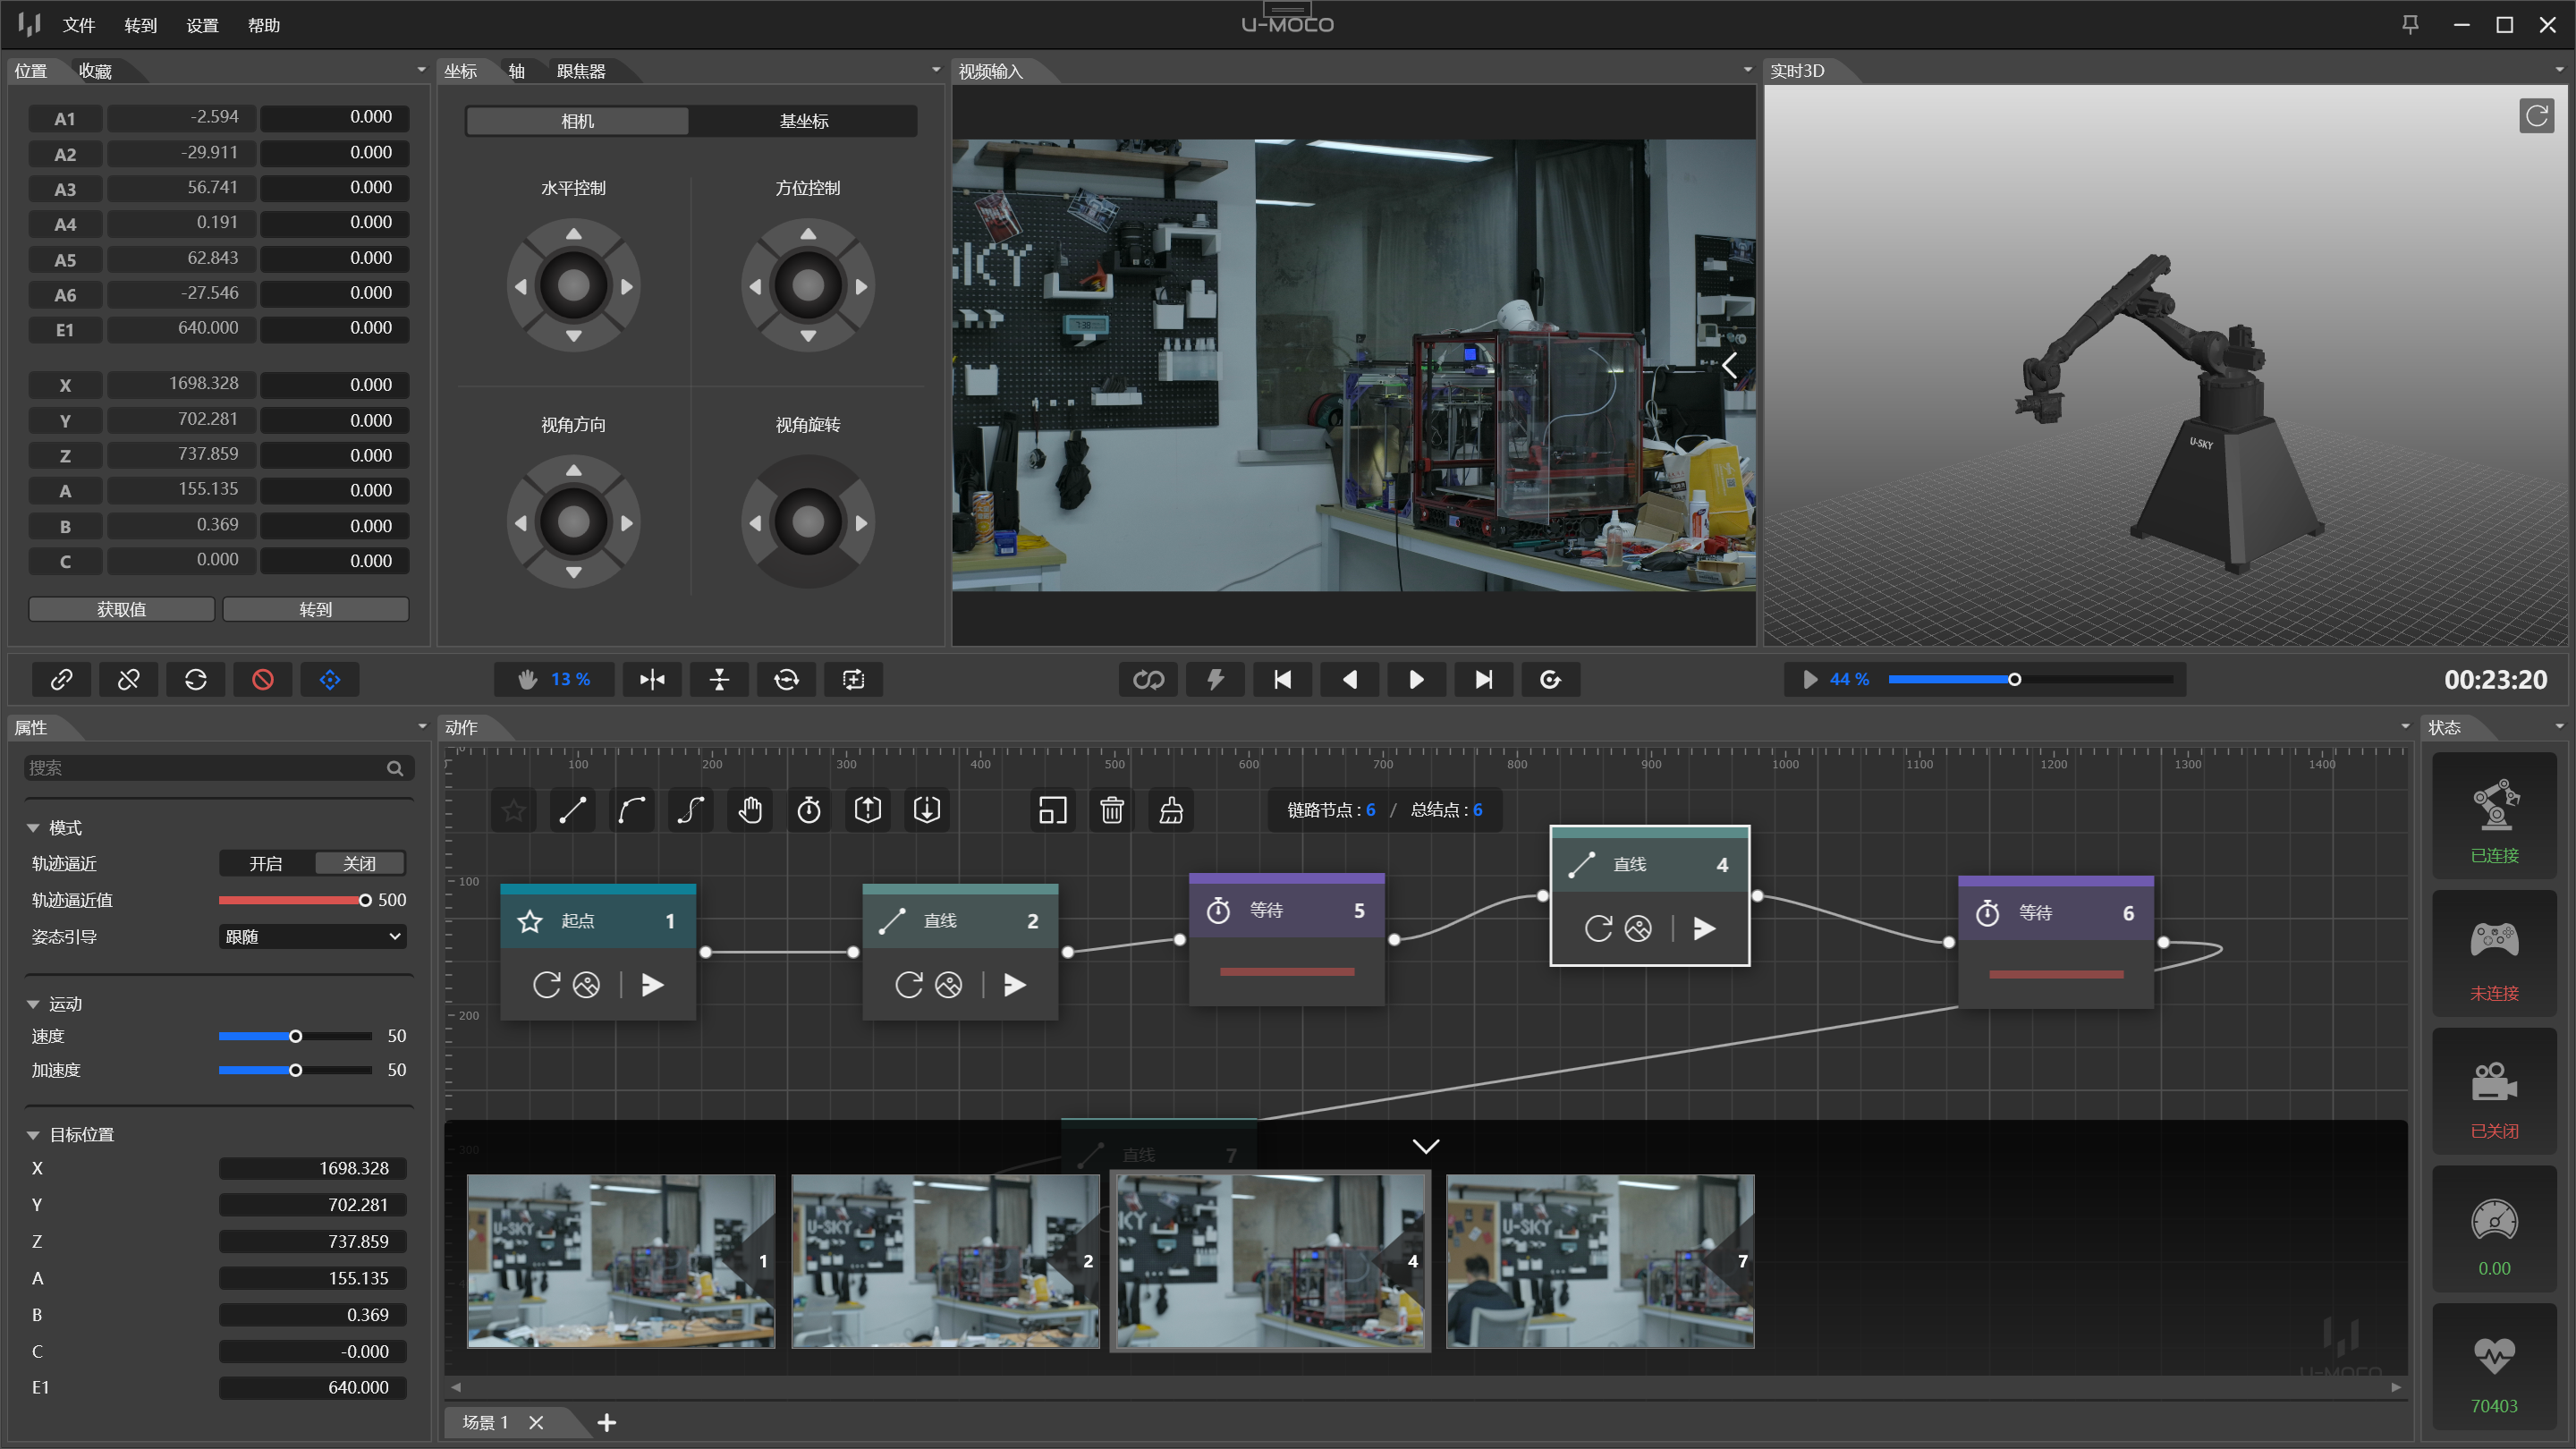 文件 转到 设置 帮助 U-MOCO
位置 收藏
A1 -2.594 0.000
A2 -29.911 0.000
A3 56.741 0.000
A4 0.191 0.000
A5 62.843 0.000
A6 -27.546 0.000
E1 640.000 0.000
X 1698.328 0.000
Y 702.281 0.000
Z 737.859 0.000
A 155.135 0.000
B 0.369 0.000
C 0.000 0.000
获取值 转到
坐标 轴 跟焦器
相机 基坐标
水平控制 方位控制
视角方向 视角旋转
视频输入
SKY
实时3D
U-SKY
13 %
44 %
00:23:20
属性
搜索
模式
轨迹逼近 开启 关闭
轨迹逼近值 500
姿态引导 跟随
运动
速度 50
加速度 50
目标位置
X 1698.328
Y 702.281
Z 737.859
A 155.135
B 0.369
C -0.000
E1 640.000
动作
100 200 300 400 500 600 700 800 900 1000 1100 1200 1300 1400
链路节点 : 6 / 总结点 : 6
100
200
300
起点 1
直线 2
等待 5
直线 4
等待 6
直线 7
U-SKY 1
U-SKY 2
KY 4
U-SKY 7
U-MOCO
场景 1
状态
已连接
未连接
已关闭
0.00
70403